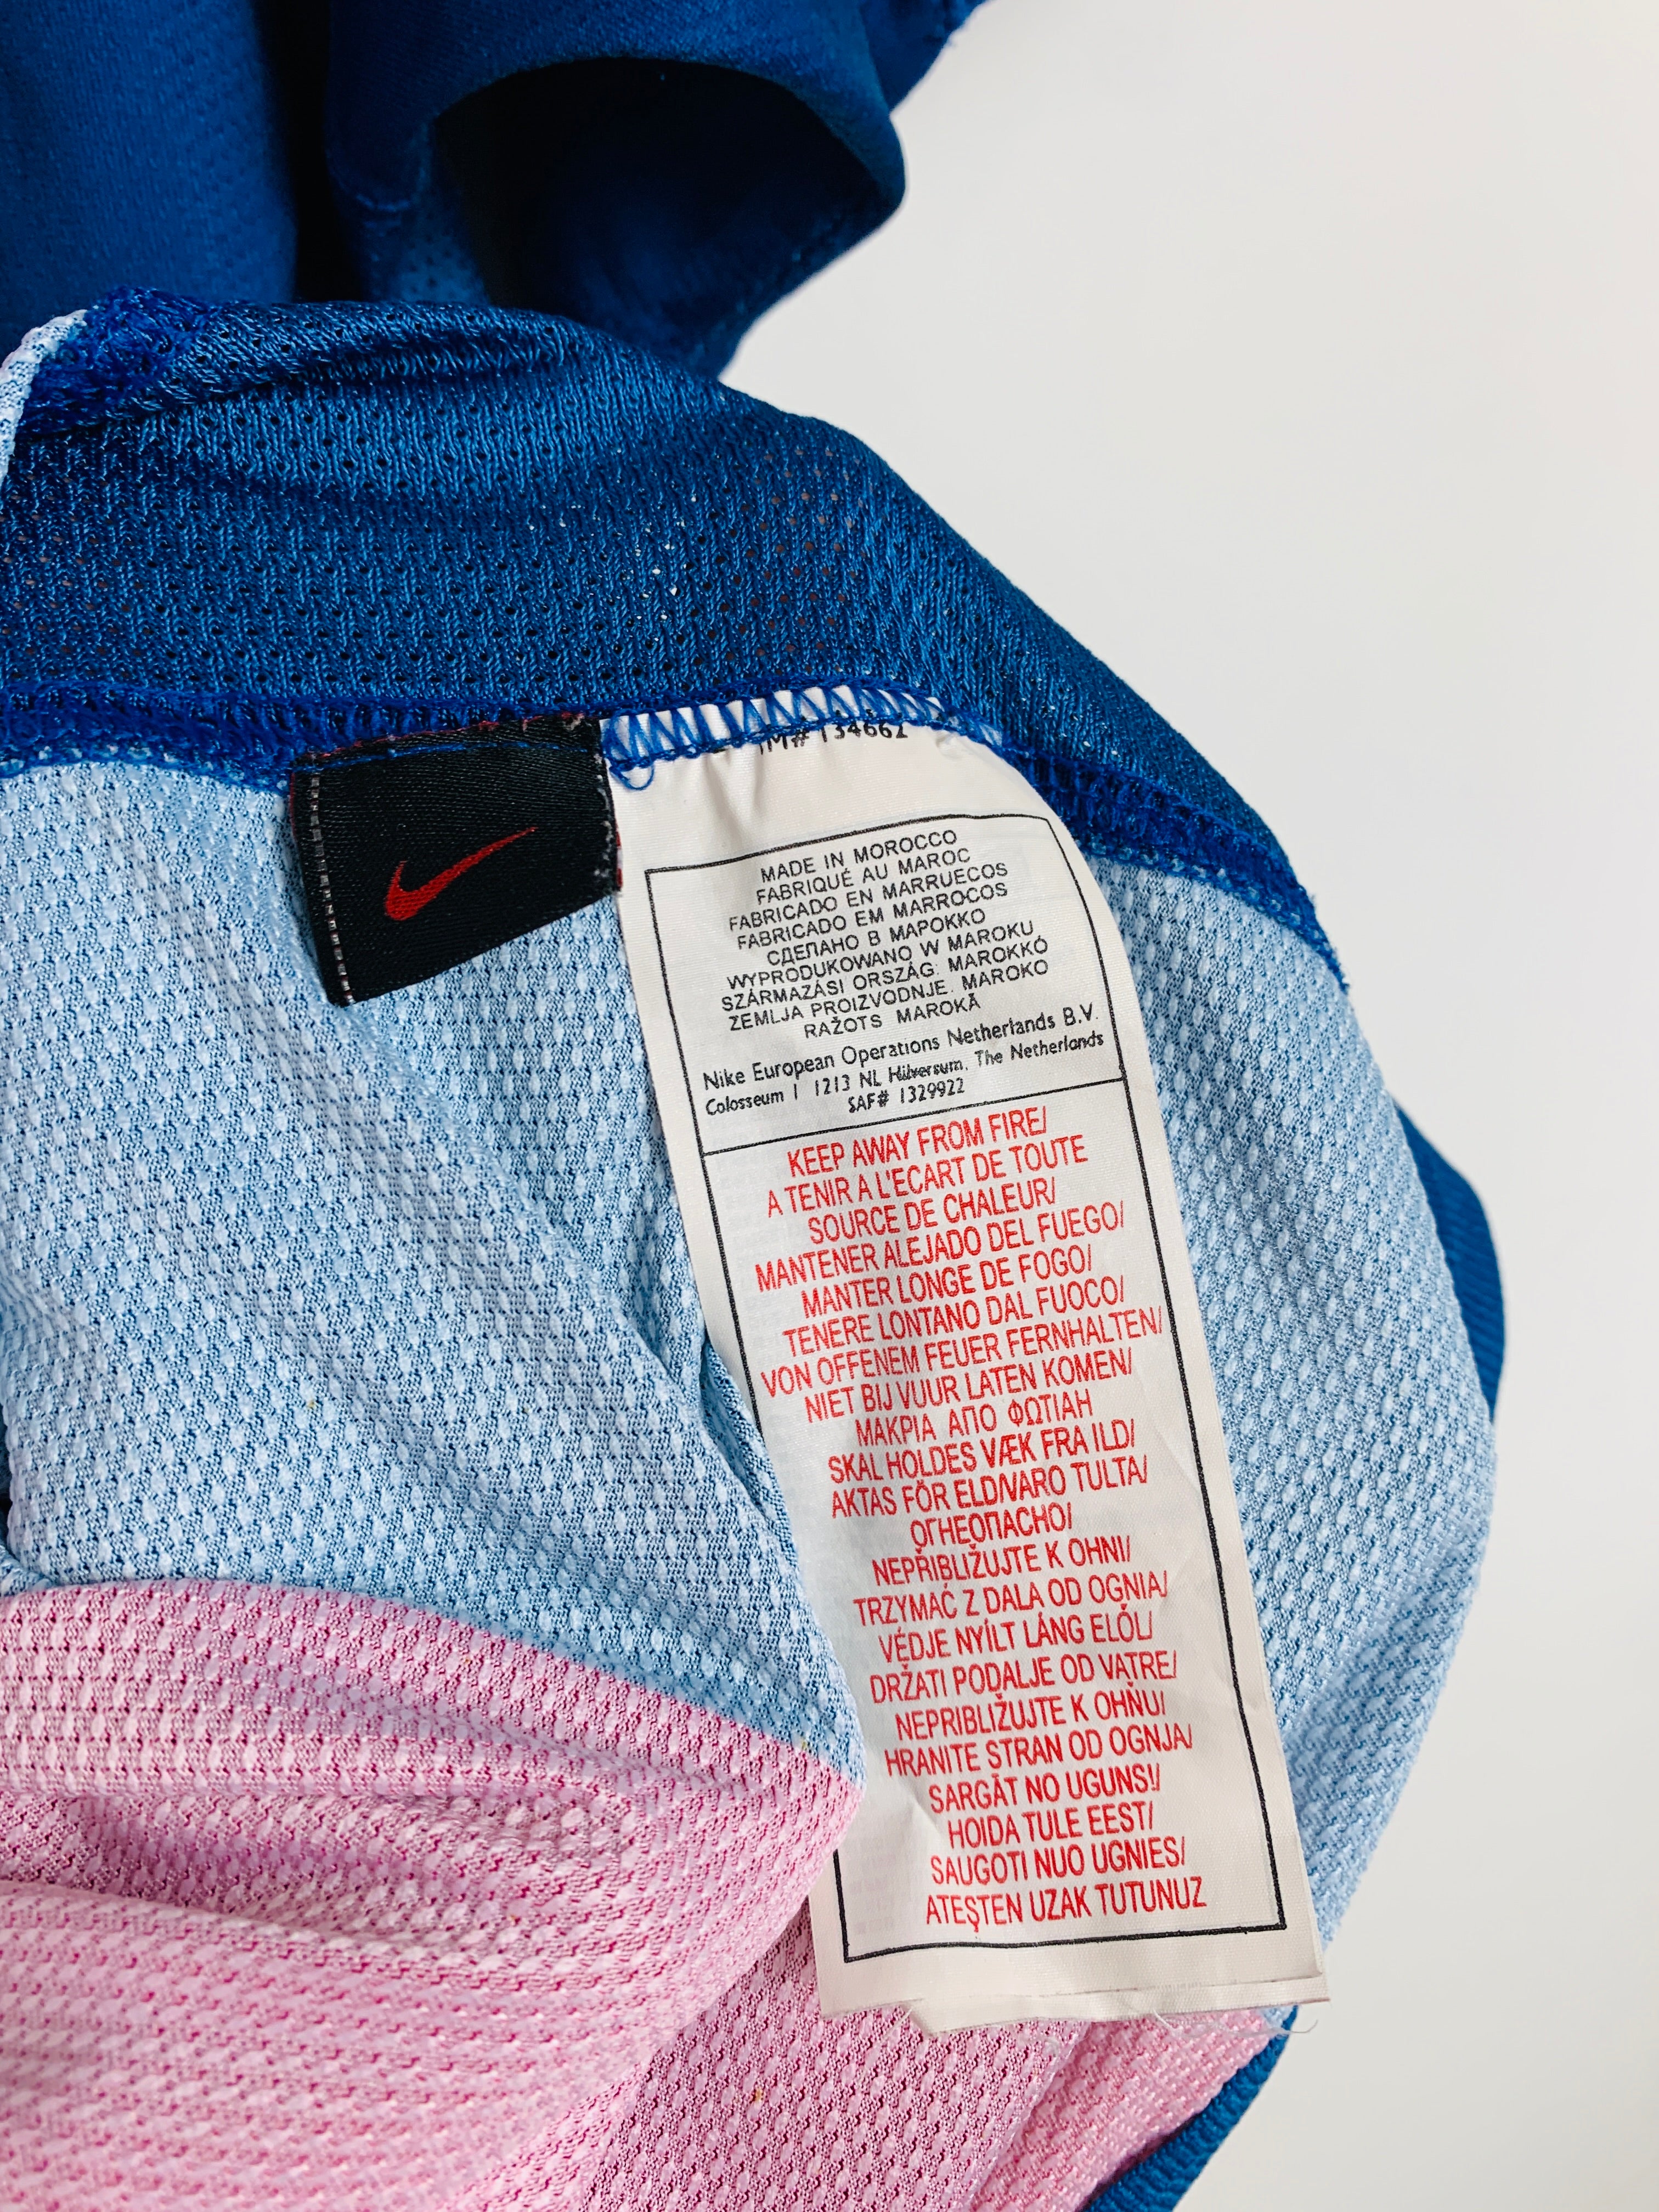 M# 134662
MADE IN MOROCCO
FABRIQUÉ AU MAROC
FABRICADO EN MARRUECOS
FABRICADO EM MARROCOS
СДЕЛАНО В МАРОККО
WYPRODUKOWANO W MAROKU
SZÁRMAZÁSI ORSZÁG: MAROKKÓ
ZEMLJA PROIZVODNJE. MAROKO
RAŽOTS MAROKĀ
Nike European Operations Netherlands B.V.
Colosseum 1 1213 NL Hilversum, The Netherlands
SAF# 1329922
KEEP AWAY FROM FIRE/
A TENIR A L'ECART DE TOUTE
SOURCE DE CHALEUR/
MANTENER ALEJADO DEL FUEGO/
MANTER LONGE DE FOGO/
TENERE LONTANO DAL FUOCO/
VON OFFENEM FEUER FERNHALTEN/
NIET BIJ VUUR LATEN KOMEN/
ΜΑΚΡΙΑ ΑΠΟ ΦΩΤΙΑΗ
SKAL HOLDES VÆK FRA ILD/
AKTAS FÖR ELDIVARO TULTA/
ОГНЕОПАСНО/
NEPŘIBLIŽUJTE K OHNI/
TRZYMAĆ Z DALA OD OGNIA/
VÉDJE NYÍLT LÁNG ELŐL/
DRŽATI PODALJE OD VATRE/
NEPRIBLIŽUJTE K OHŇU/
HRANITE STRAN OD OGNJA/
SARGĀT NO UGUNS!/
HOIDA TULE EEST/
SAUGOTI NUO UGNIES/
ATEŞTEN UZAK TUTUNUZ